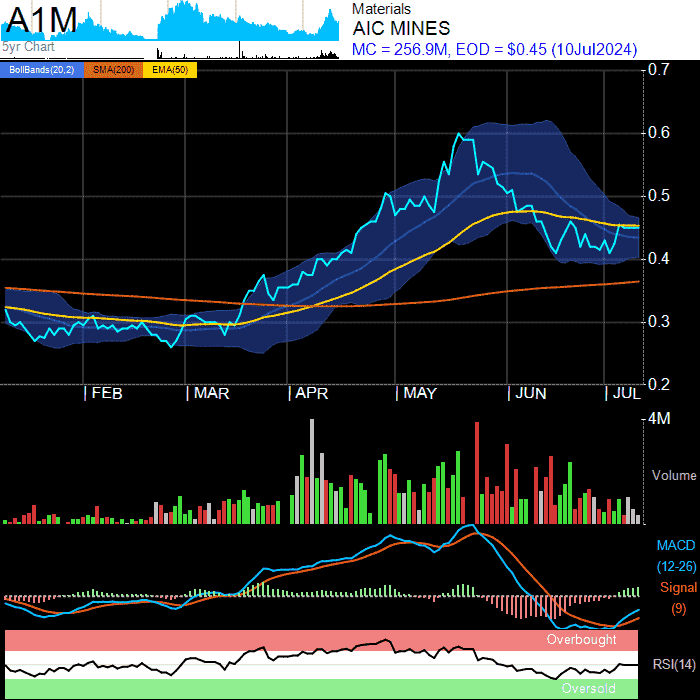 A1M
5yr Chart
Materials
AIC MINES
MC = 256.9M, EOD = $0.45 (10Jul2024)
BollBands(20,2) SMA(200) EMA(50)
0.7
0.6
0.5
0.4
0.3
0.2
| FEB | MAR | APR | MAY | JUN | JUL
4M
Volume
MACD
(12-26)
Signal
(9)
Overbought
RSI(14)
Oversold